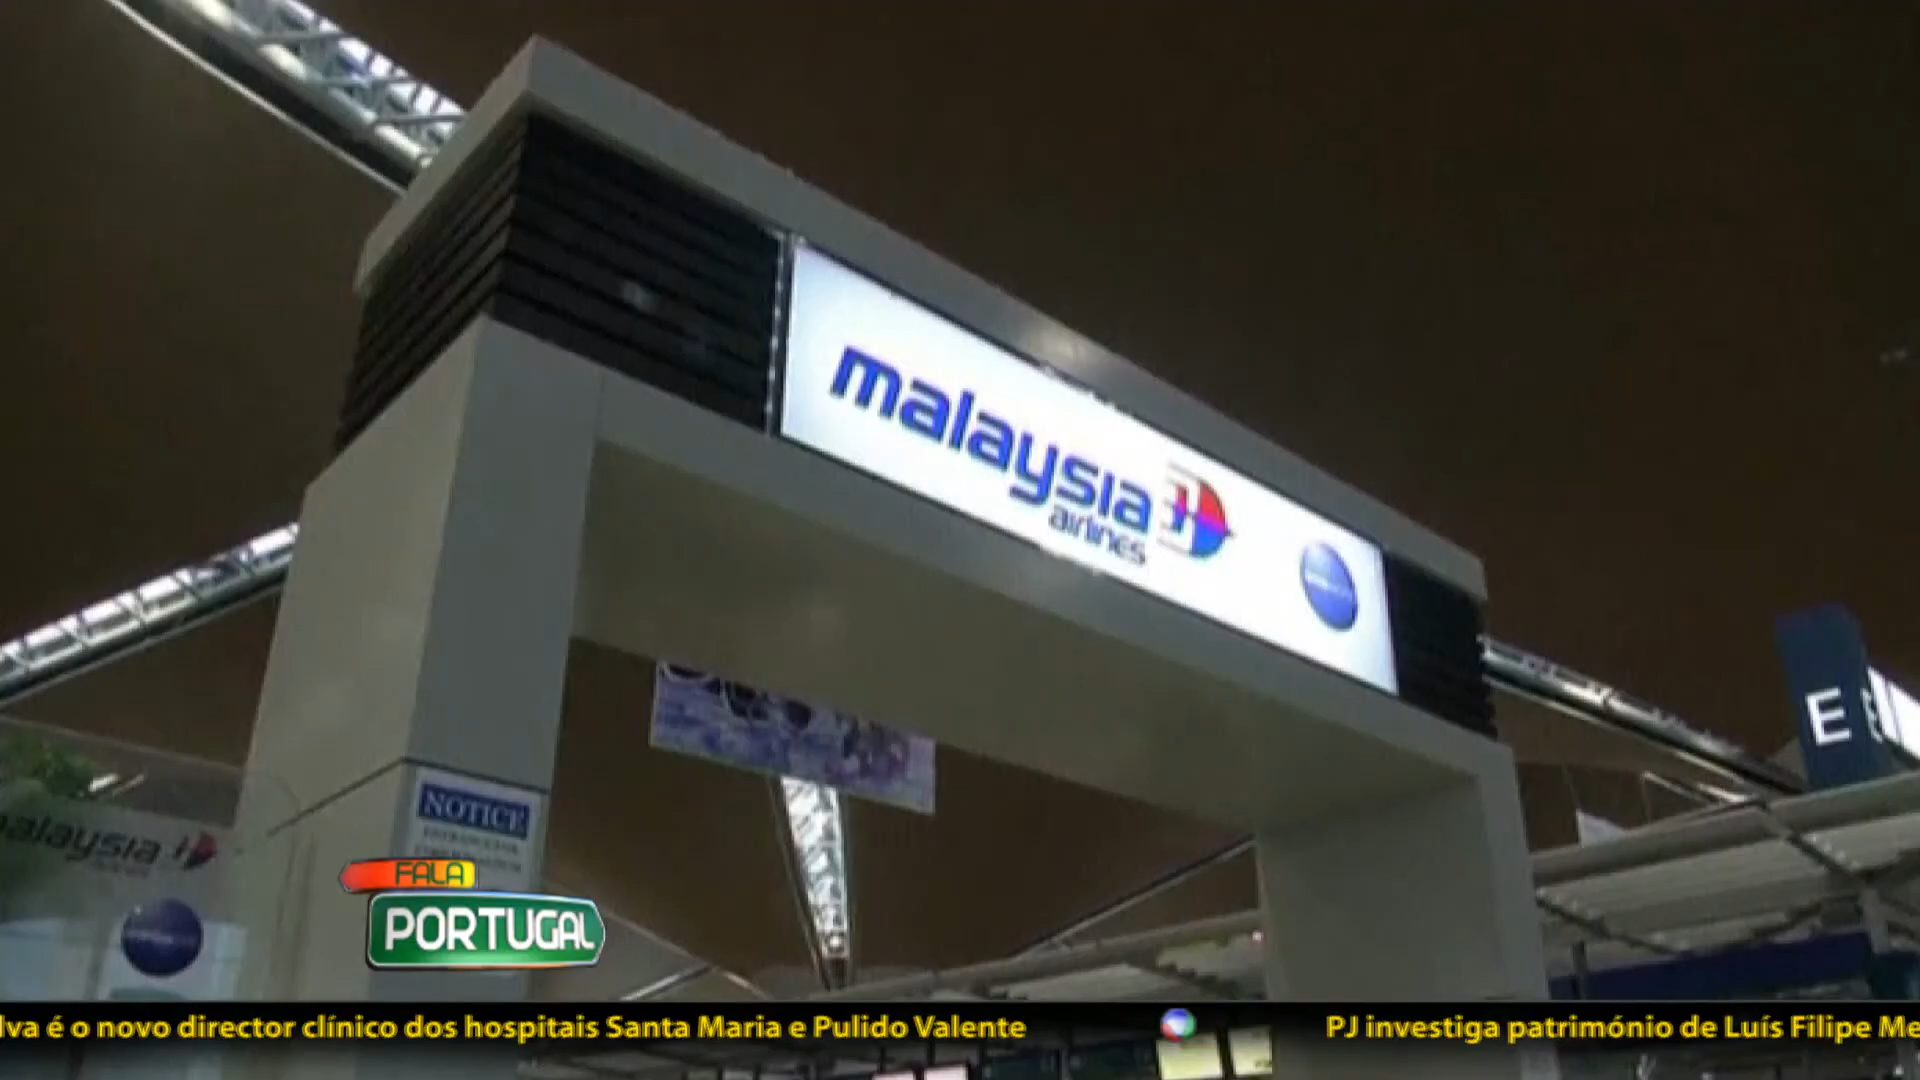 malaysia
airlines
E
NOTICE
malaysia
FALA
PORTUGAL
lva é o novo director clínico dos hospitais Santa Maria e Pulido Valente
PJ investiga património de Luís Filipe Me